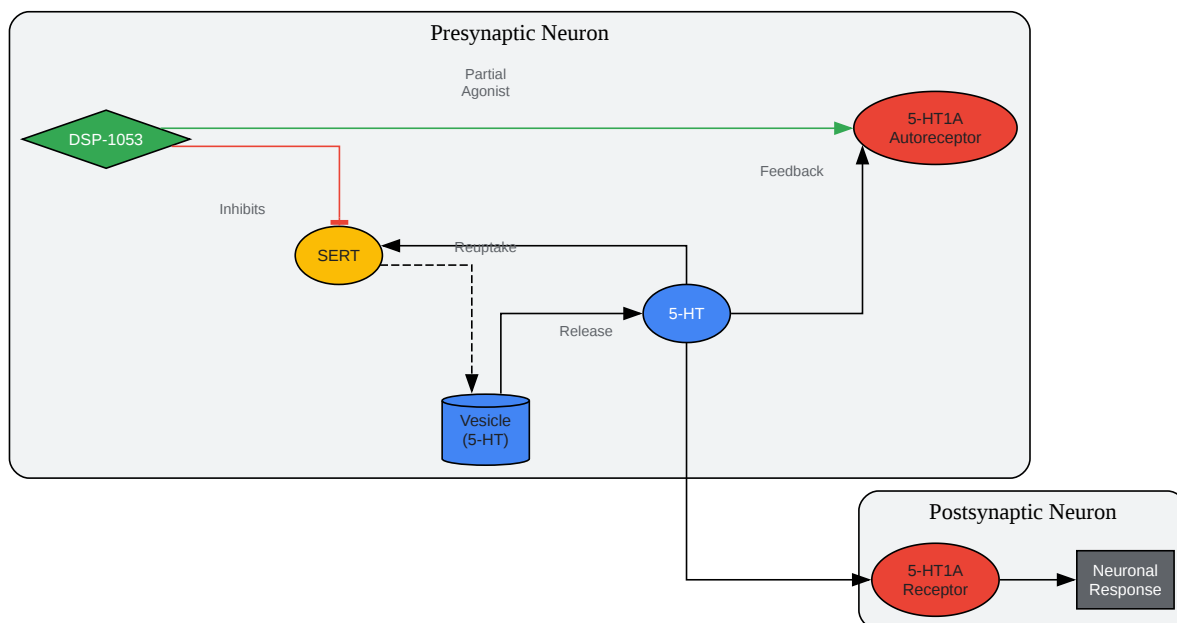 Presynaptic Neuron
Partial
Agonist
DSP-1053
5-HT1A
Autoreceptor
Feedback
Inhibits
SERT
Reuptake
5-HT
Release
Vesicle
(5-HT)
Postsynaptic Neuron
5-HT1A
Receptor
Neuronal
Response